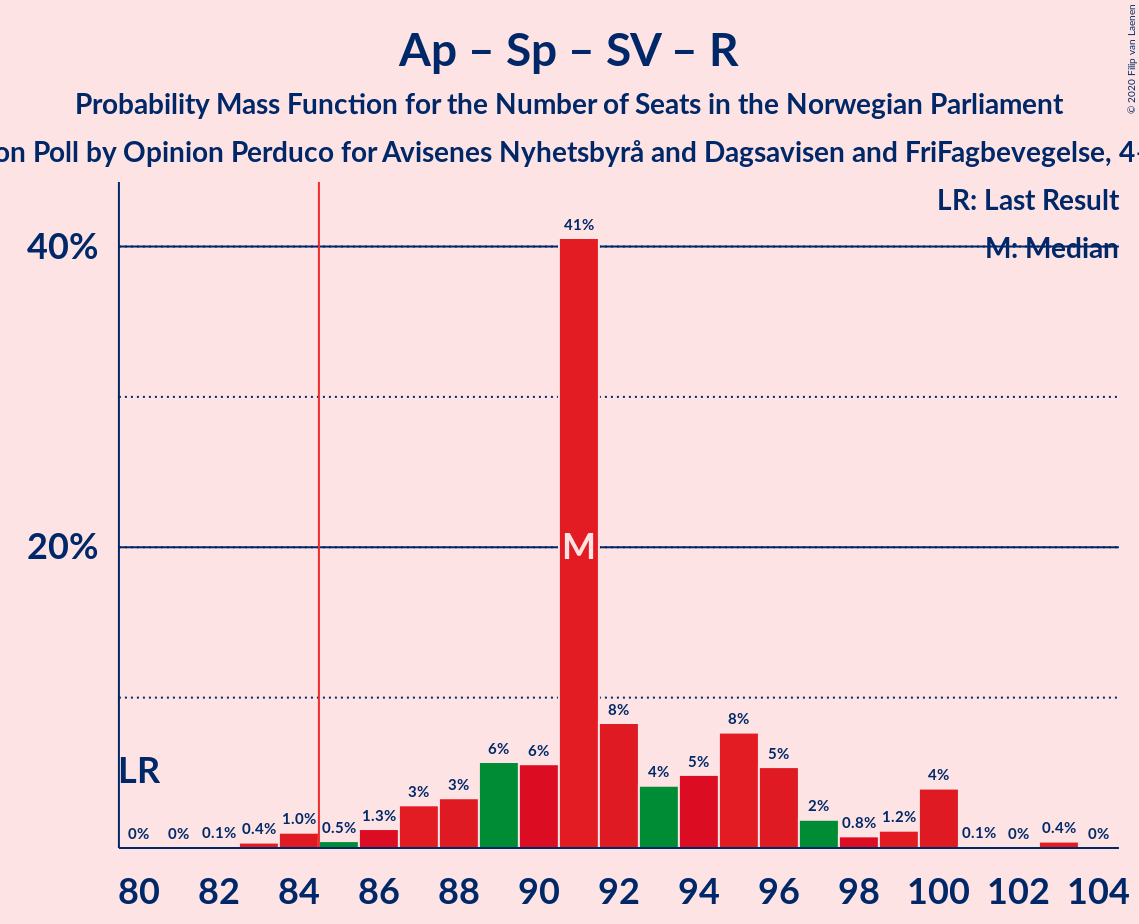 Ap – Sp – SV – R
Probability Mass Function for the Number of Seats in the Norwegian Parliament
on Poll by Opinion Perduco for Avisenes Nyhetsbyrå and Dagsavisen and FriFagbevegelse, 4
© 2020 Filip van Laenen
LR: Last Result
M: Median
40%
20%
41%
M
LR
0% 0% 0.1% 0.4% 1.0% 0.5% 1.3% 3% 3% 6% 6% 8% 4% 5% 8% 5% 2% 0.8% 1.2% 4% 0.1% 0% 0.4% 0%
80 82 84 86 88 90 92 94 96 98 100 102 104